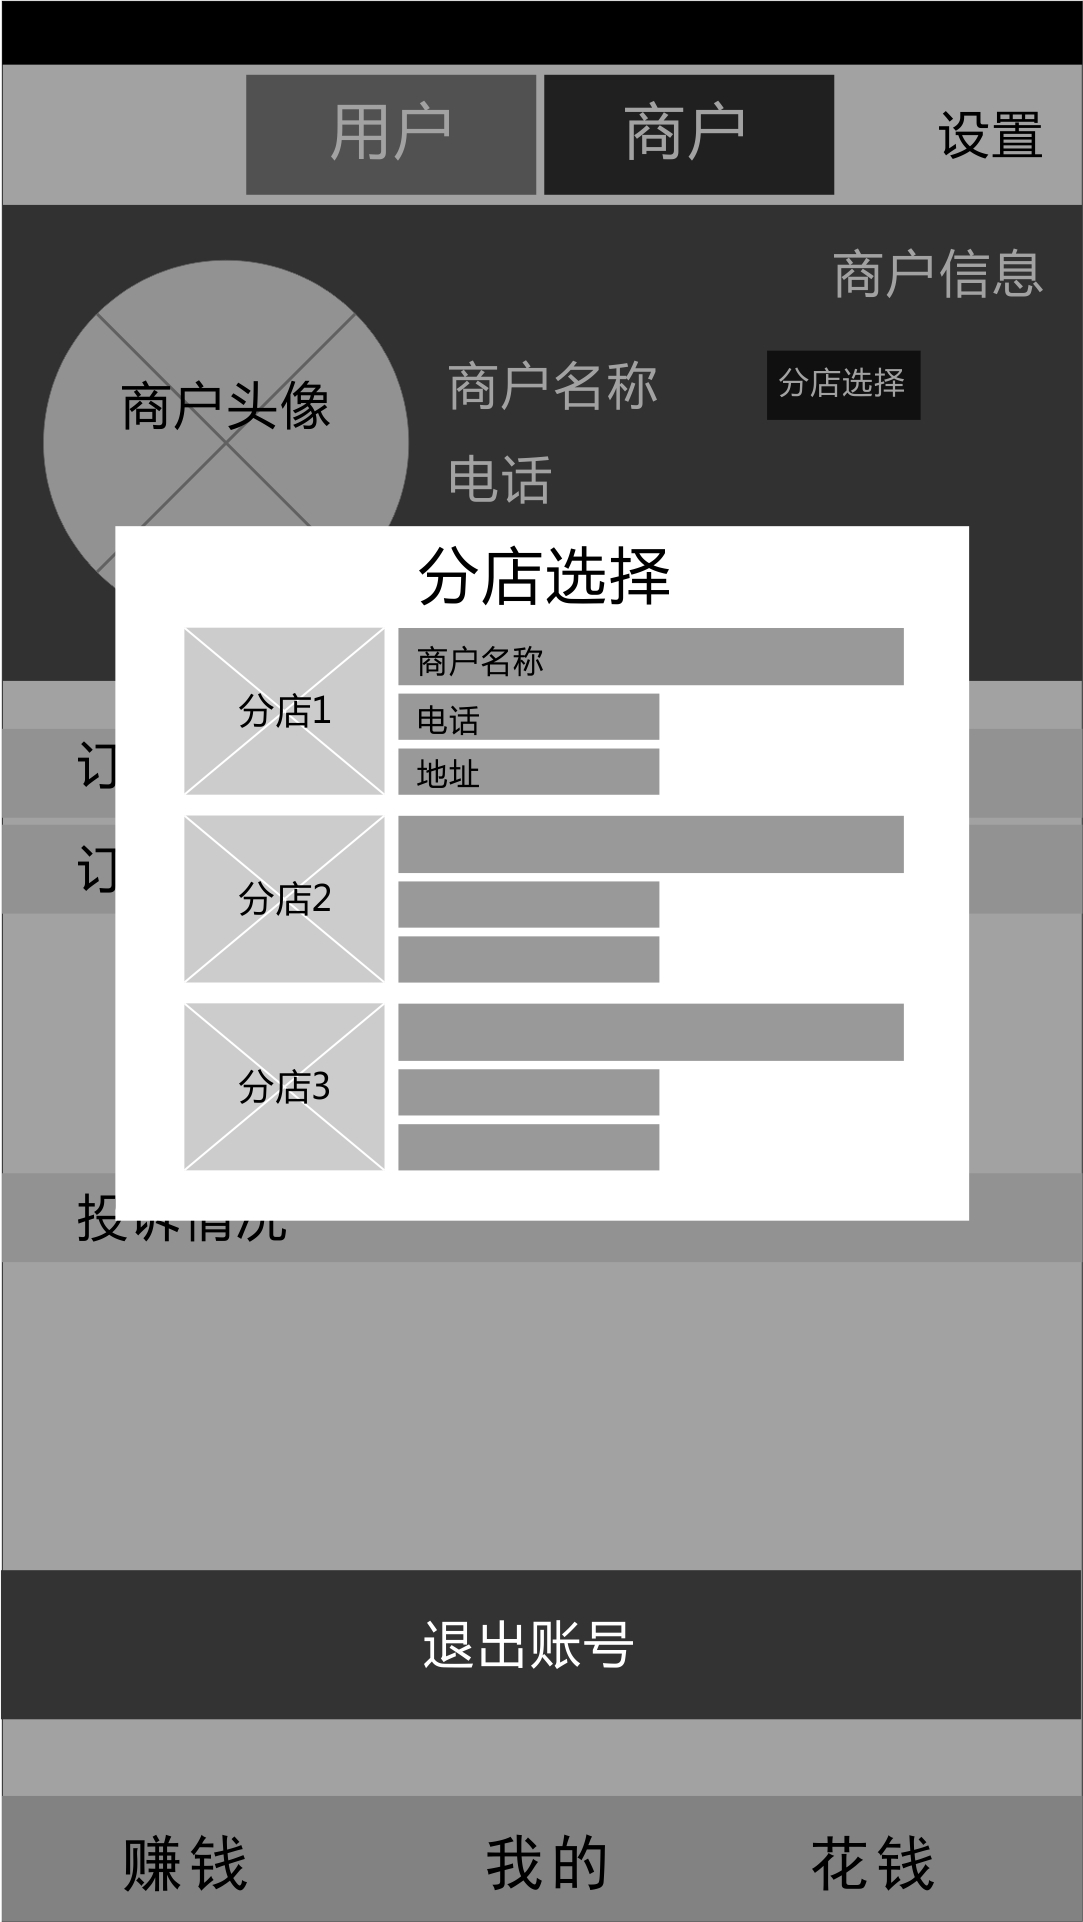 用户 商户 设置
商户信息
商户头像
商户名称 分店选择
电话
分店选择
分店1
商户名称
电话
地址
订
订
分店2
分店3
投诉情况
退出账号
赚钱 我的 花钱